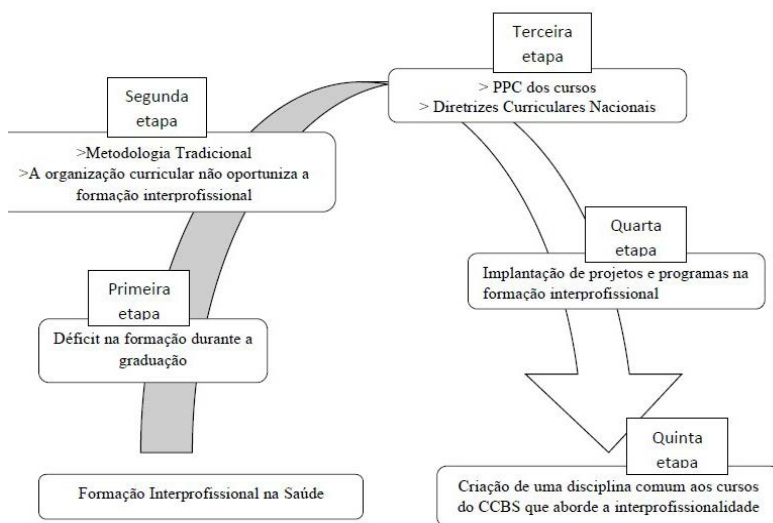 Terceira
etapa
> PPC dos cursos
> Diretrizes Curriculares Nacionais
Segunda
etapa
>Metodologia Tradicional
>A organização curricular não oportuniza a
formação interprofissional
Quarta
etapa
Implantação de projetos e programas na
formação interprofissional
Primeira
etapa
Déficit na formação durante a
graduação
Quinta
etapa
Formação Interprofissional na Saúde
Criação de uma disciplina comum aos cursos
do CCBS que aborde a interprofissionalidade